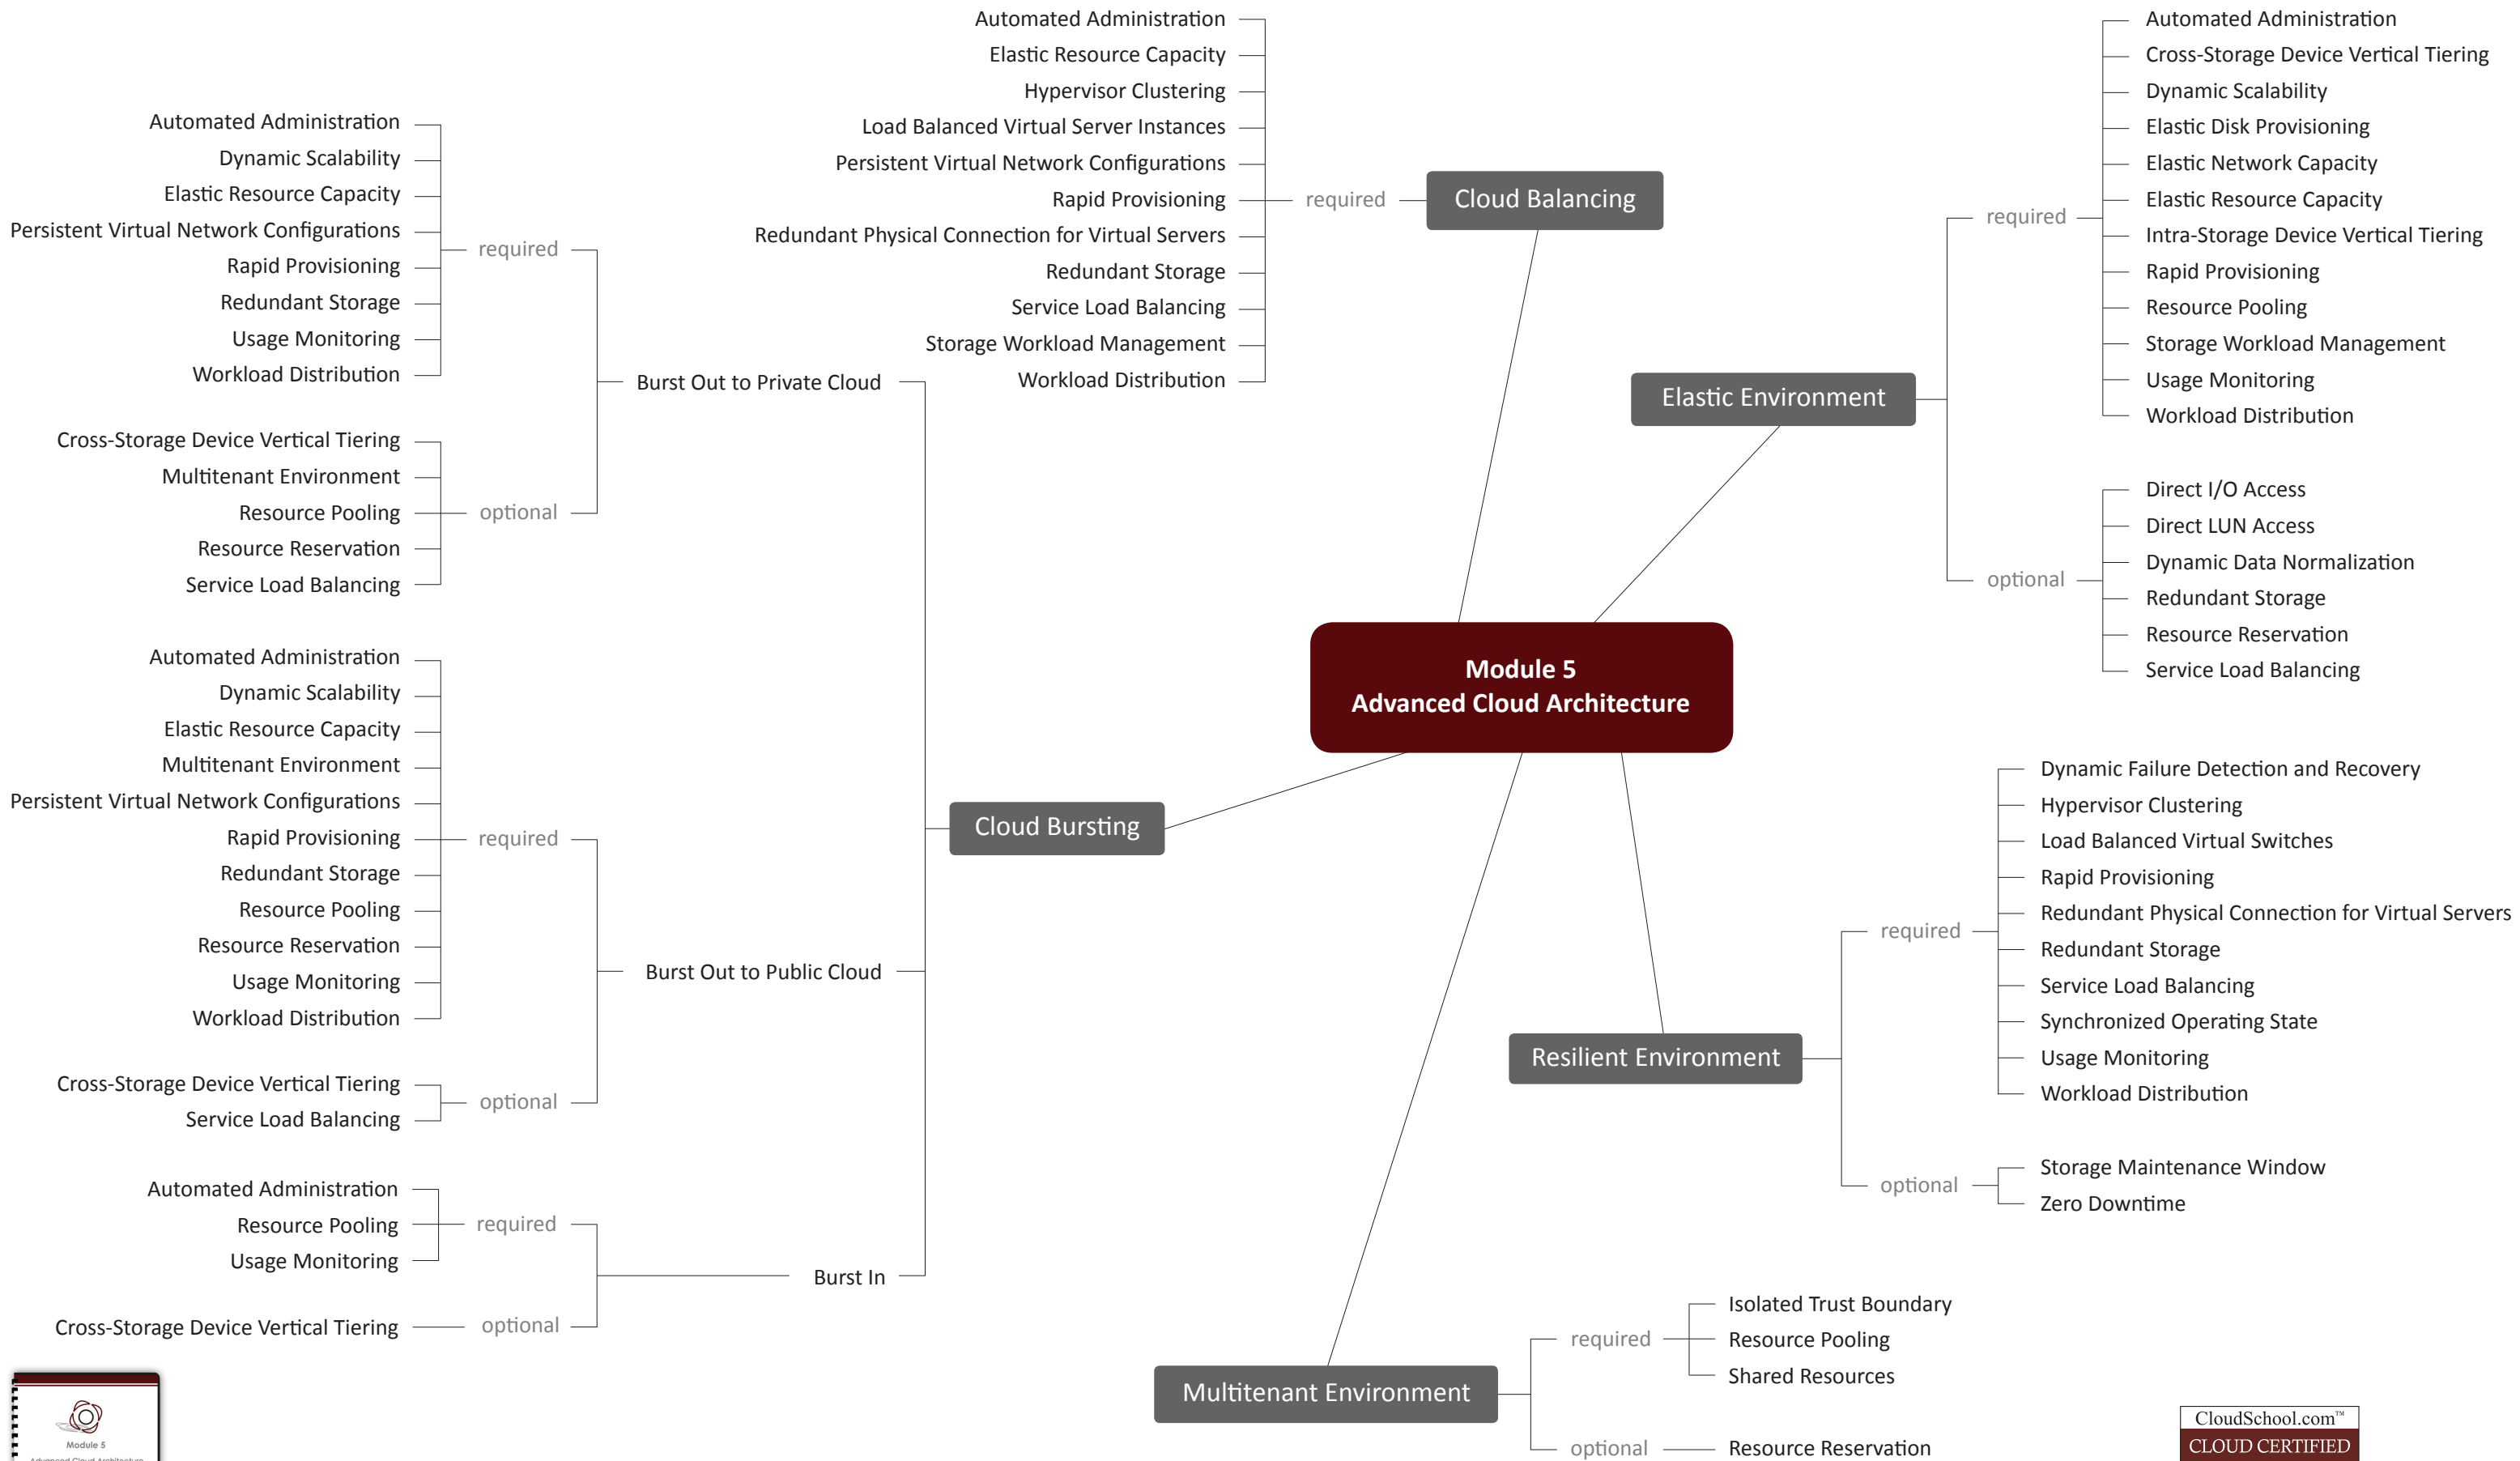 Automated Administration
Elastic Resource Capacity
Hypervisor Clustering
Load Balanced Virtual Server Instances
Persistent Virtual Network Configurations
Rapid Provisioning
Redundant Physical Connection for Virtual Servers
Redundant Storage
Service Load Balancing
Storage Workload Management
Workload Distribution
required
Cloud Balancing
Automated Administration
Cross-Storage Device Vertical Tiering
Dynamic Scalability
Elastic Disk Provisioning
Elastic Network Capacity
Elastic Resource Capacity
Intra-Storage Device Vertical Tiering
Rapid Provisioning
Resource Pooling
Storage Workload Management
Usage Monitoring
Workload Distribution
required
Elastic Environment
Direct I/O Access
Direct LUN Access
Dynamic Data Normalization
Redundant Storage
Resource Reservation
Service Load Balancing
optional
Automated Administration
Dynamic Scalability
Elastic Resource Capacity
Persistent Virtual Network Configurations
Rapid Provisioning
Redundant Storage
Usage Monitoring
Workload Distribution
required
Burst Out to Private Cloud
Cross-Storage Device Vertical Tiering
Multitenant Environment
Resource Pooling
Resource Reservation
Service Load Balancing
optional
Module 5
Advanced Cloud Architecture
Automated Administration
Dynamic Scalability
Elastic Resource Capacity
Multitenant Environment
Persistent Virtual Network Configurations
Rapid Provisioning
Redundant Storage
Resource Pooling
Resource Reservation
Usage Monitoring
Workload Distribution
required
Cloud Bursting
Burst Out to Public Cloud
Cross-Storage Device Vertical Tiering
Service Load Balancing
optional
Automated Administration
Resource Pooling
Usage Monitoring
required
Burst In
Cross-Storage Device Vertical Tiering
optional
Dynamic Failure Detection and Recovery
Hypervisor Clustering
Load Balanced Virtual Switches
Rapid Provisioning
Redundant Physical Connection for Virtual Servers
Redundant Storage
Service Load Balancing
Synchronized Operating State
Usage Monitoring
Workload Distribution
required
Resilient Environment
Storage Maintenance Window
Zero Downtime
optional
Isolated Trust Boundary
Resource Pooling
Shared Resources
required
Multitenant Environment
optional
Resource Reservation
Module 5
Advanced Cloud Architecture
CloudSchool.com™
CLOUD CERTIFIED